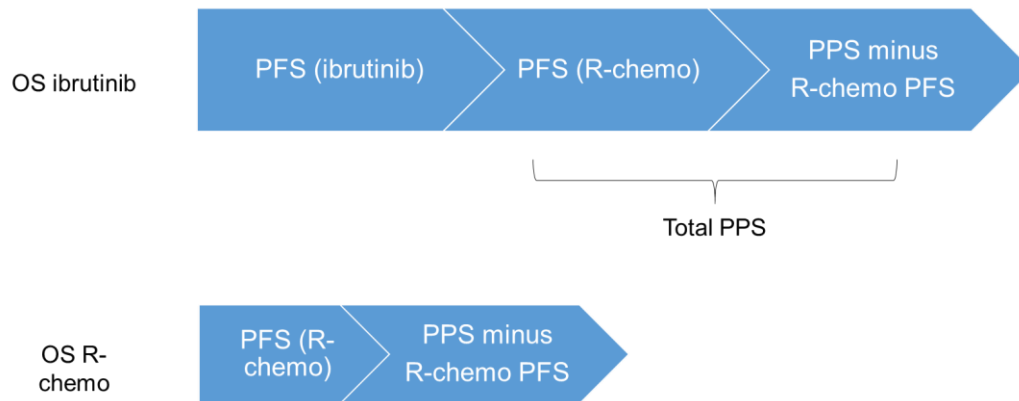 OS ibrutinib
PFS (ibrutinib)
PFS (R-chemo)
PPS minus
R-chemo PFS
Total PPS
OS R-
chemo
PFS (R-
chemo)
PPS minus
R-chemo PFS